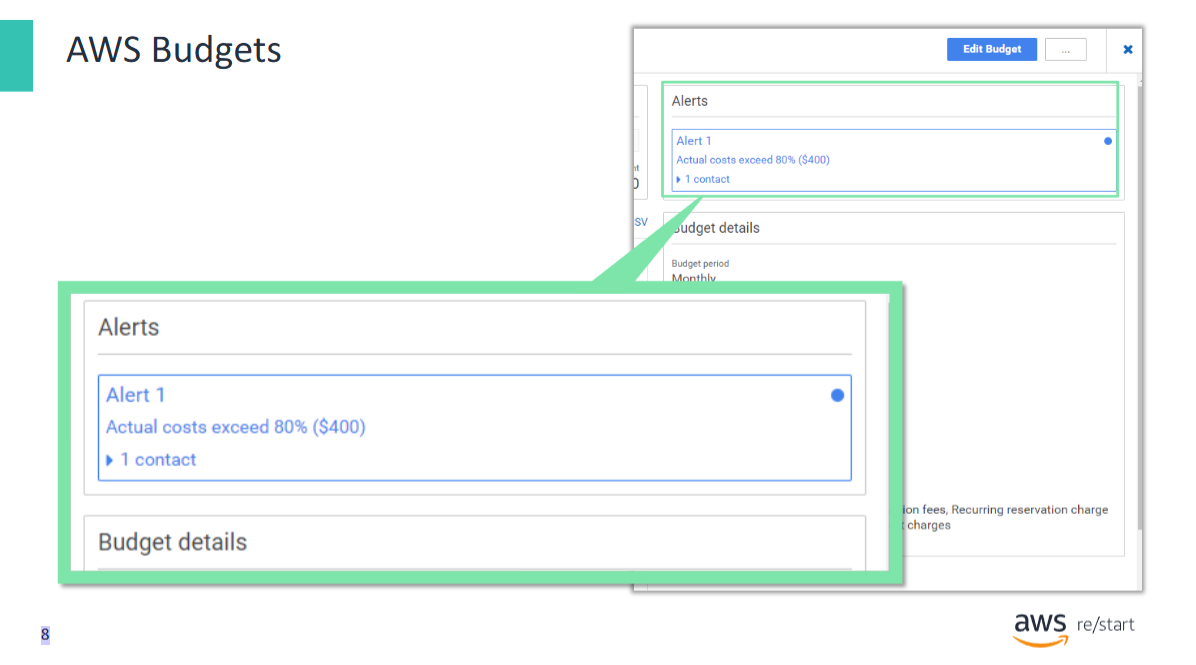 AWS Budgets
Edit Budget
...
Alerts
Alert 1
Actual costs exceed 80% ($400)
1 contact
SV
Budget details
Budget period
Monthly
Alerts
Alert 1
Actual costs exceed 80% ($400)
1 contact
Budget details
ion fees, Recurring reservation charge
charges
8
aws re/start